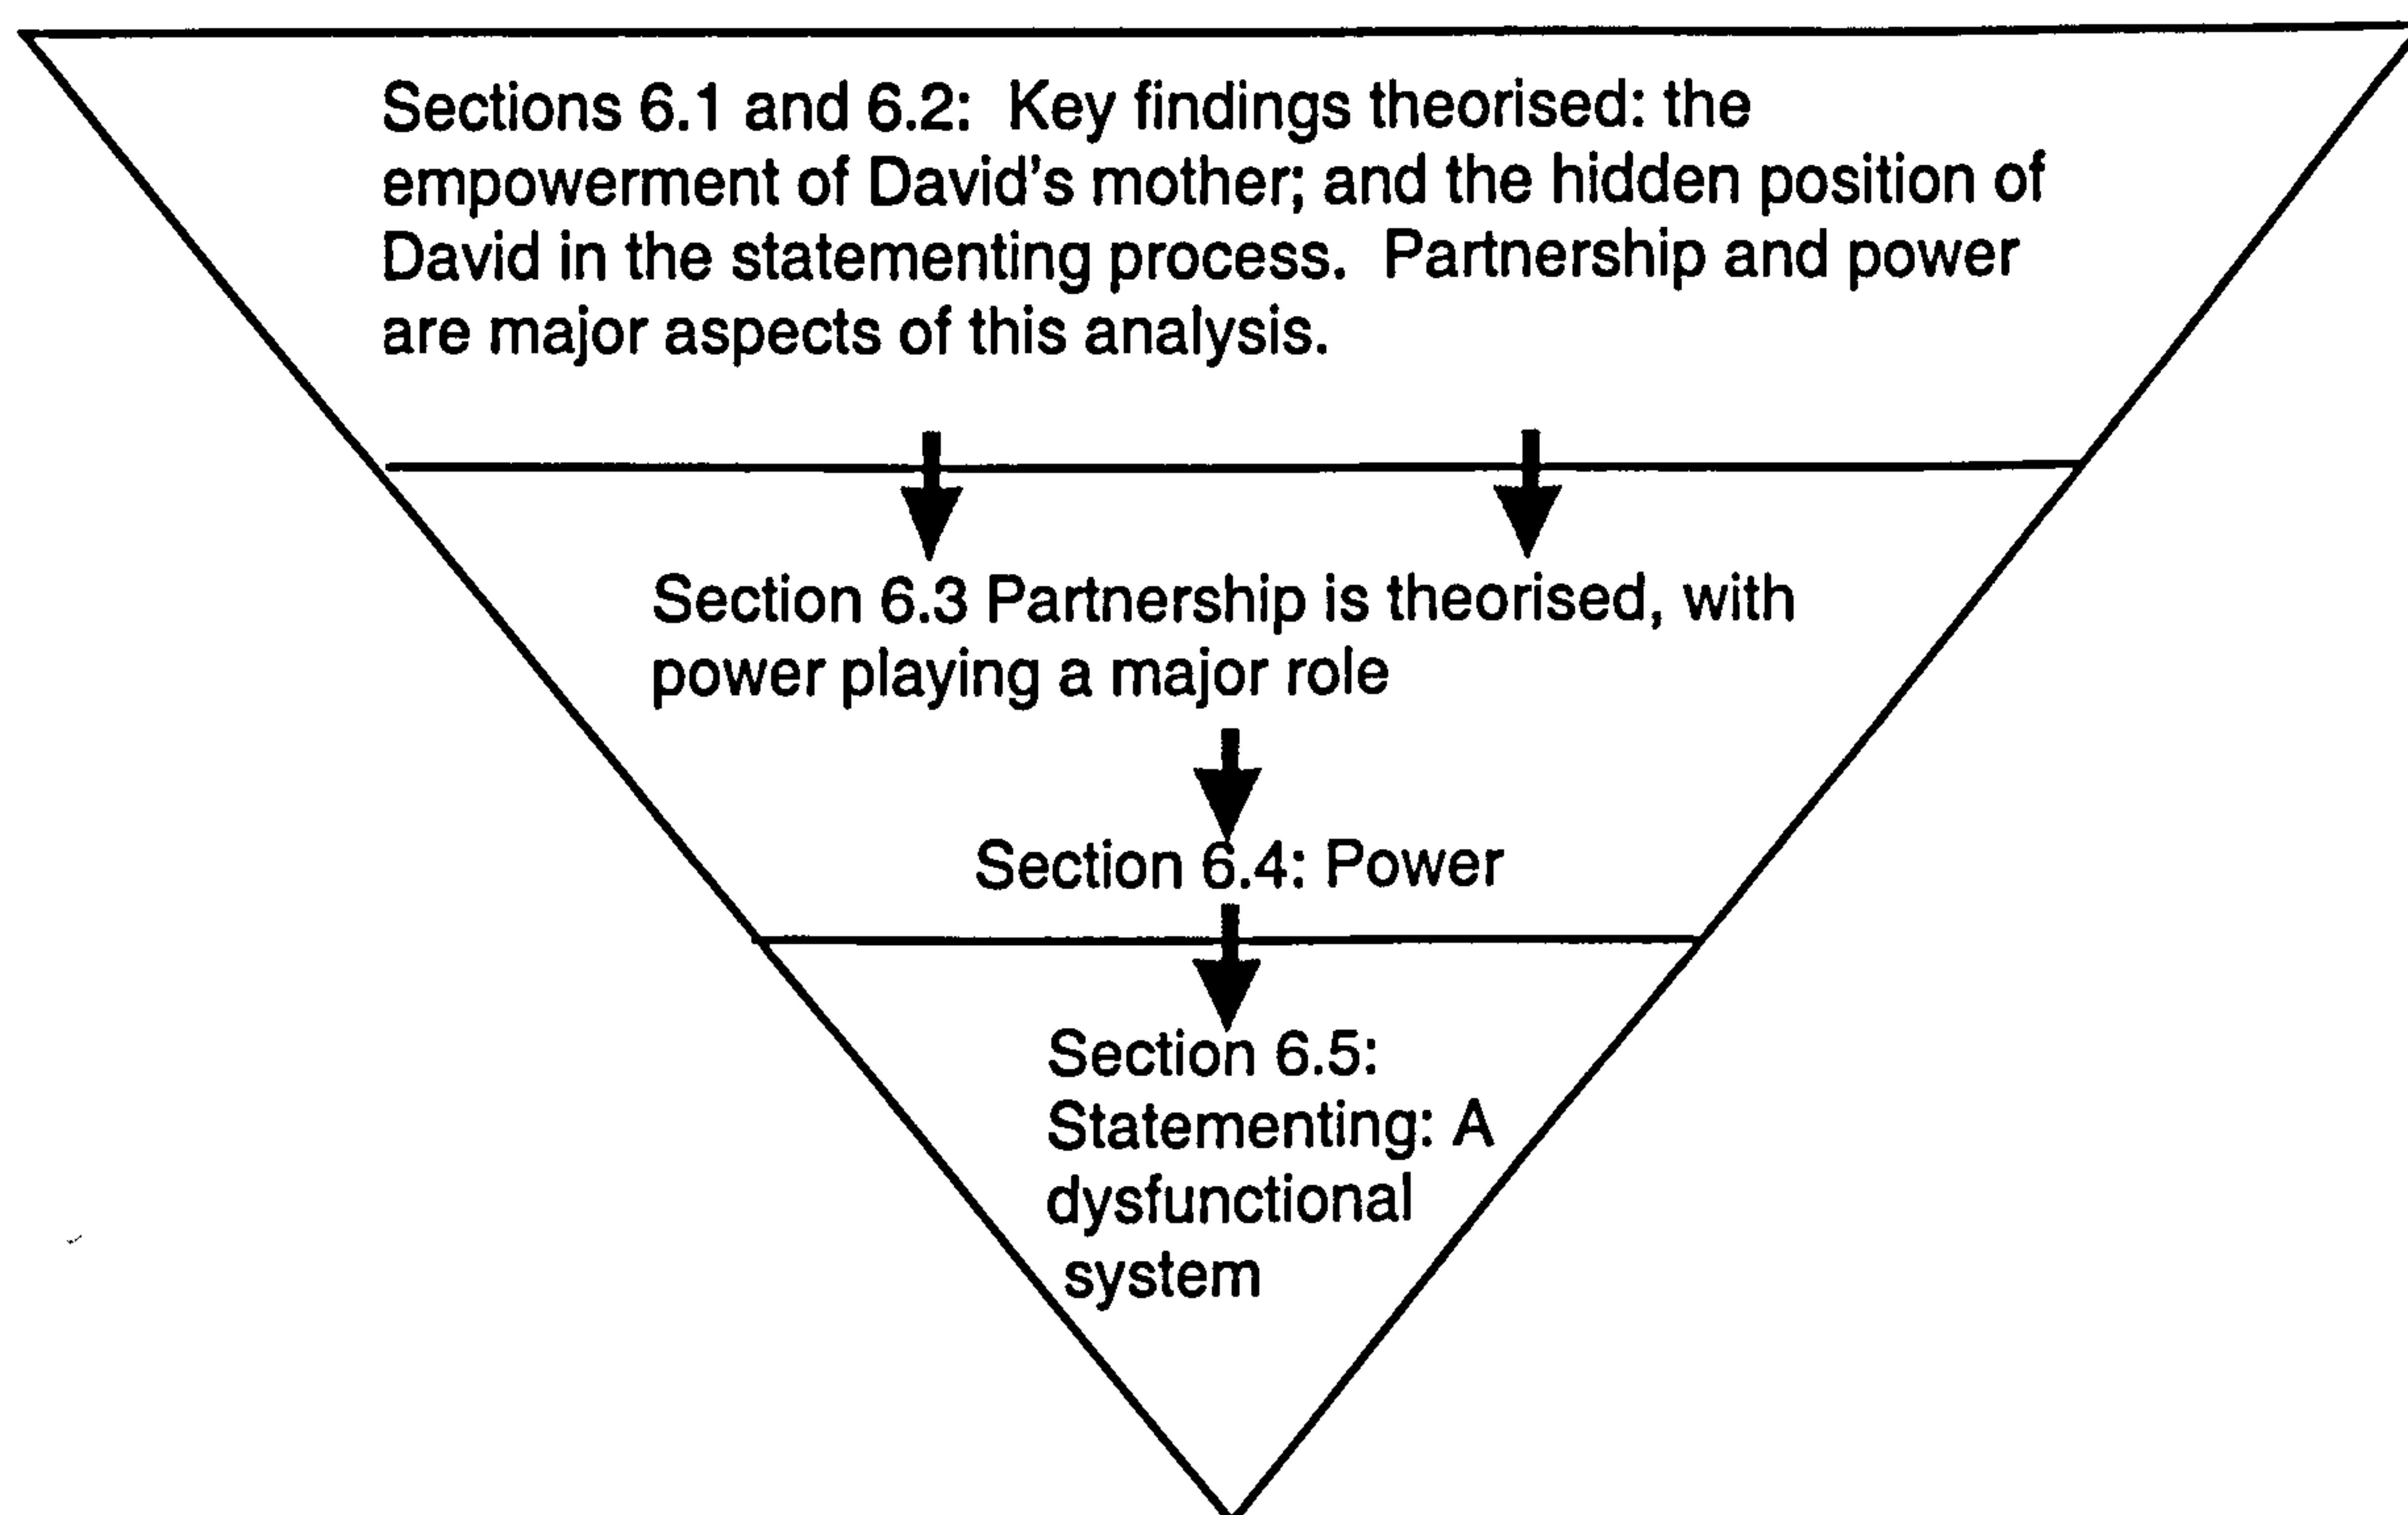 Sections 6.1 and 6.2: Key findings theorised: the
empowerment of David's mother; and the hidden position of
David in the statementing process. Partnership and power
are major aspects of this analysis.
Section 6.3 Partnership is theorised, with
power playing a major role
Section 6.4: Power
Section 6.5:
Statementing: A
dysfunctional
system